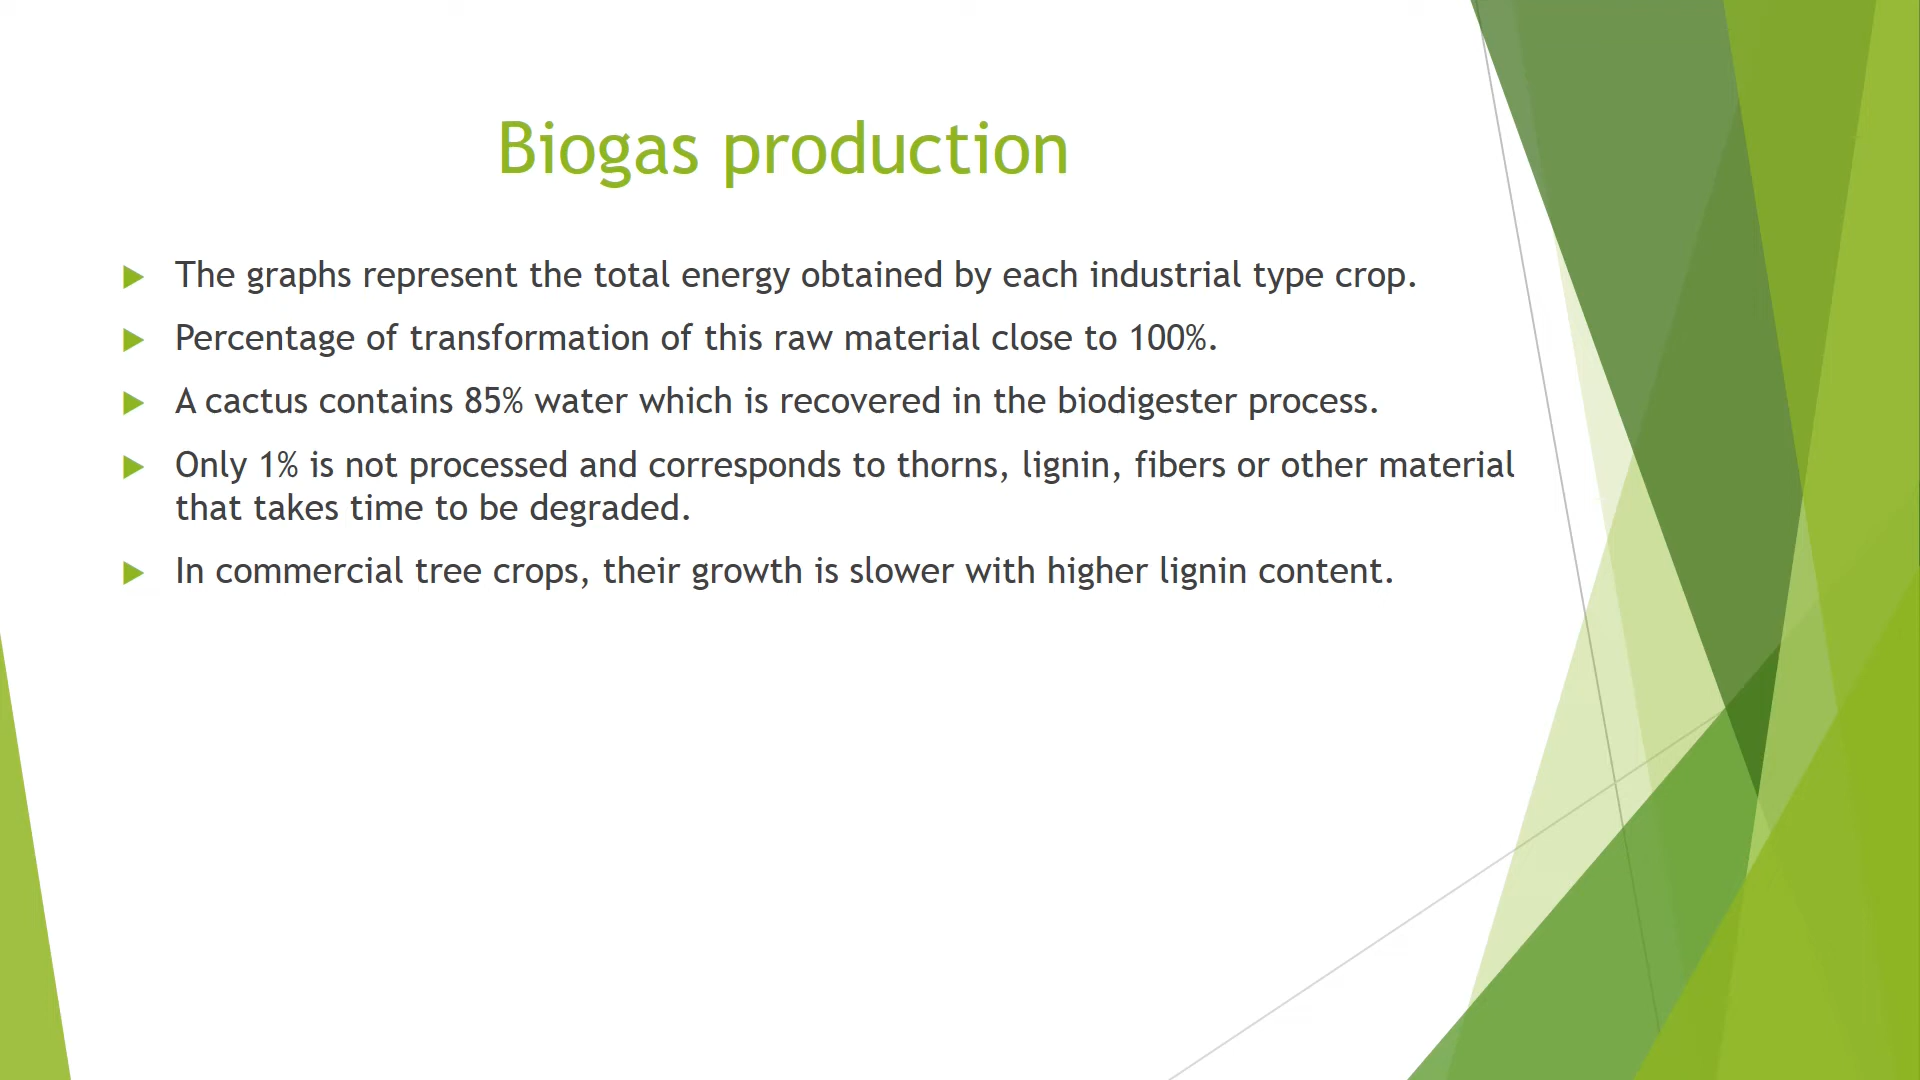 Biogas production
The graphs represent the total energy obtained by each industrial type crop.
Percentage of transformation of this raw material close to 100%.
A cactus contains 85% water which is recovered in the biodigester process.
Only 1% is not processed and corresponds to thorns, lignin, fibers or other material
that takes time to be degraded.
In commercial tree crops, their growth is slower with higher lignin content.